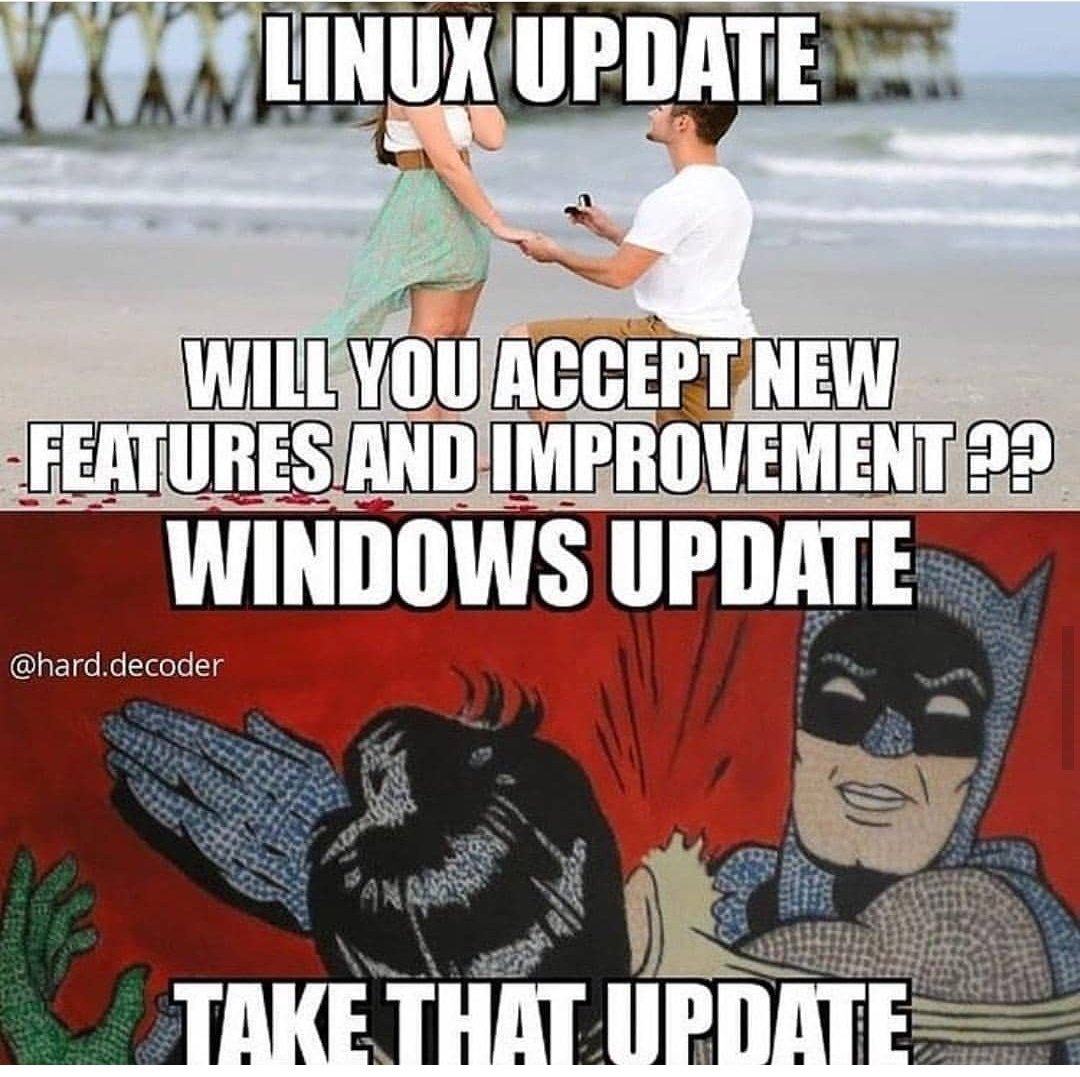 LINUX UPDATE
WILL YOU ACCEPT NEW
FEATURES AND IMPROVEMENT ??
WINDOWS UPDATE
@hard.decoder
TAKE THAT UPDATE